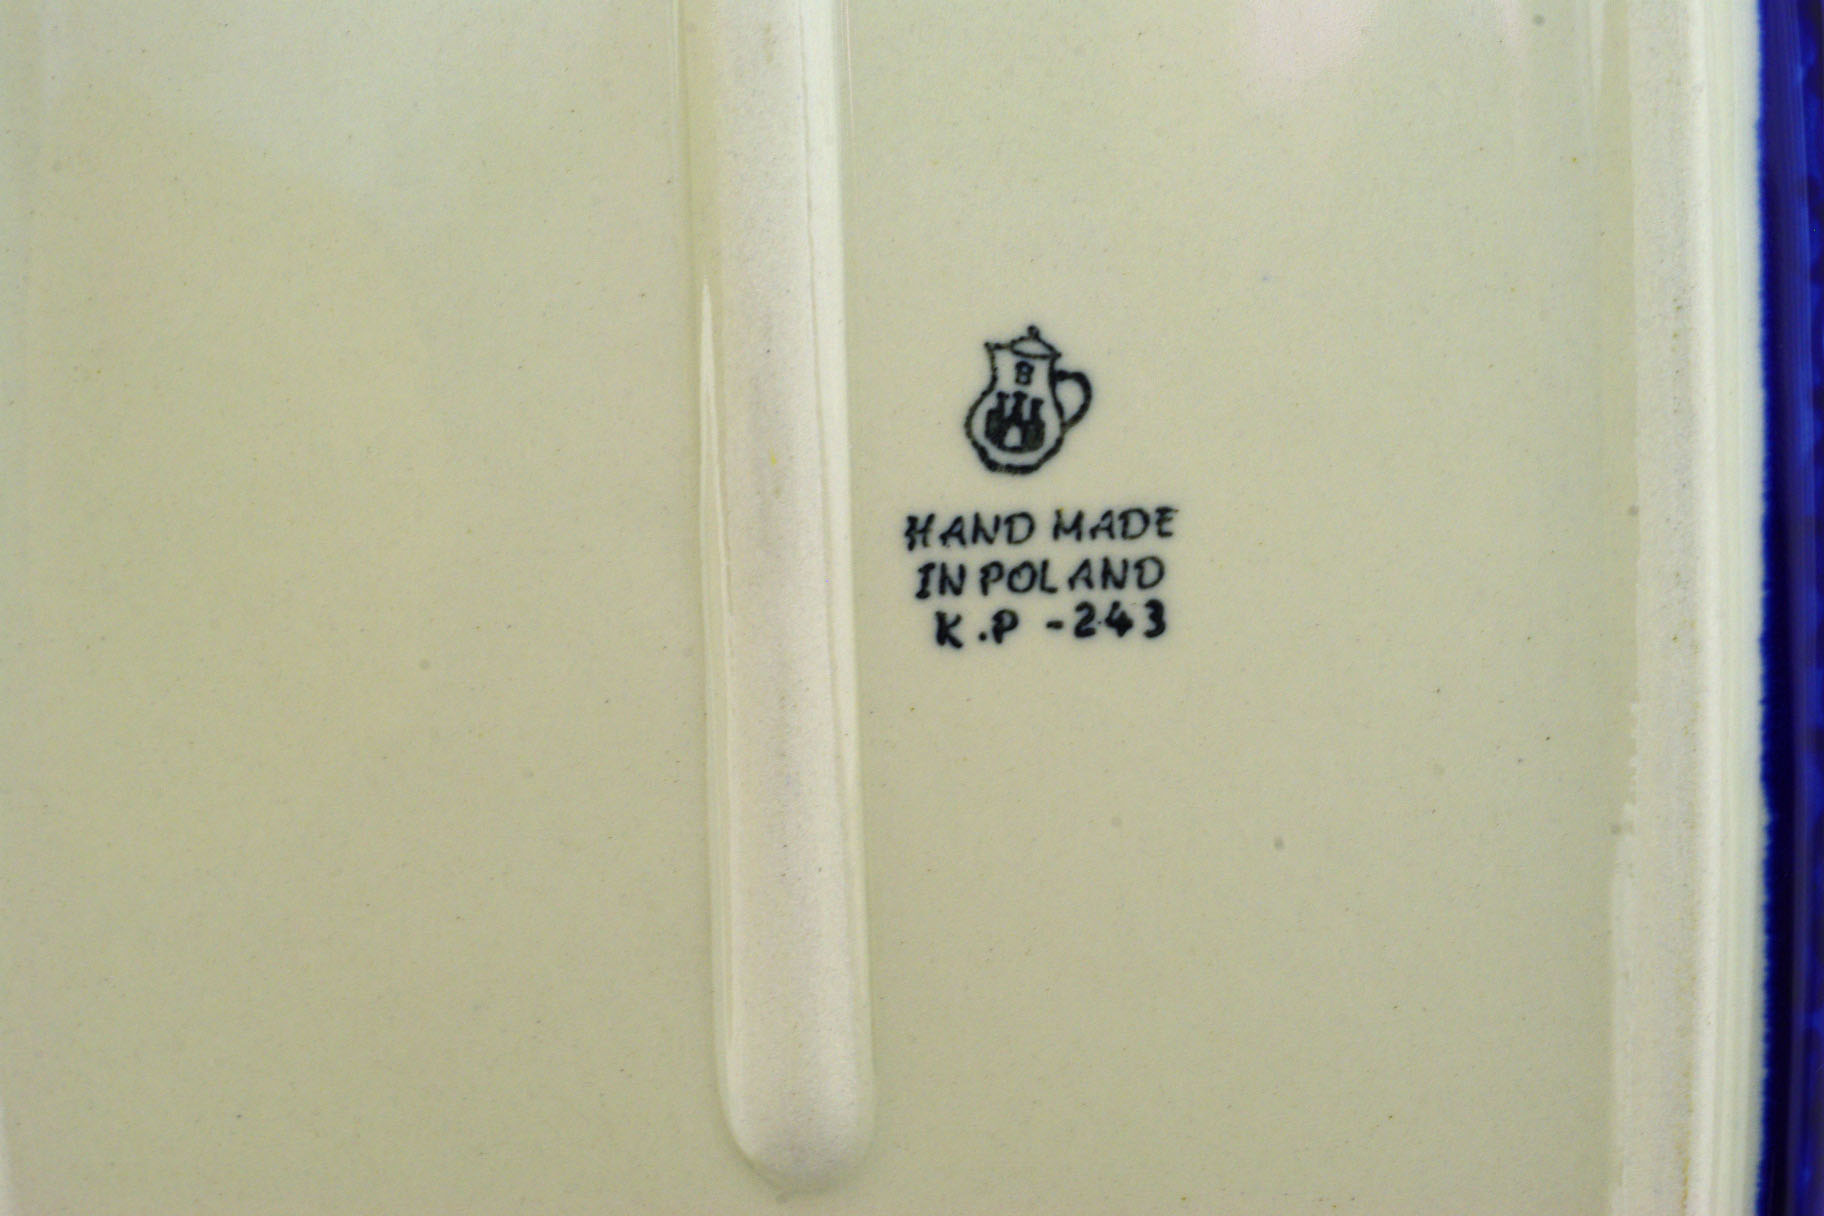 B
HAND MADE
IN POLAND
K.P -243